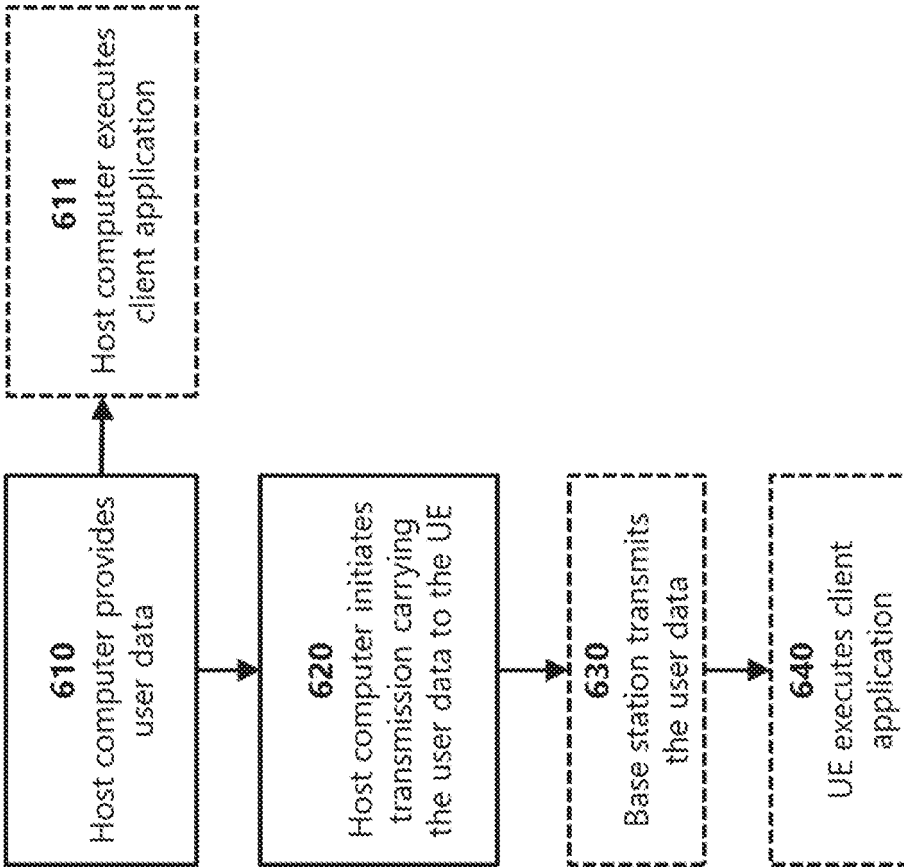 610
Host computer provides
user data
611
Host computer executes
client application
620
Host computer initiates
transmission carrying
the user data to the UE
630
Base station transmits
the user data
640
UE executes client
application